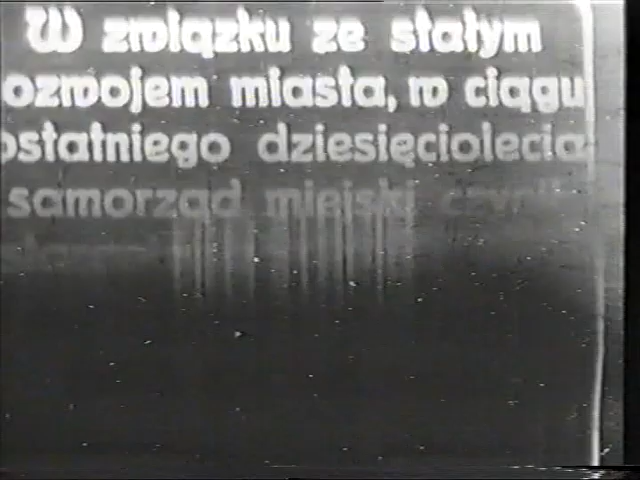 W związku ze stałym
ozwojem miasta, w ciągu
ostatniego dziesięciolecia
samorząd miejski